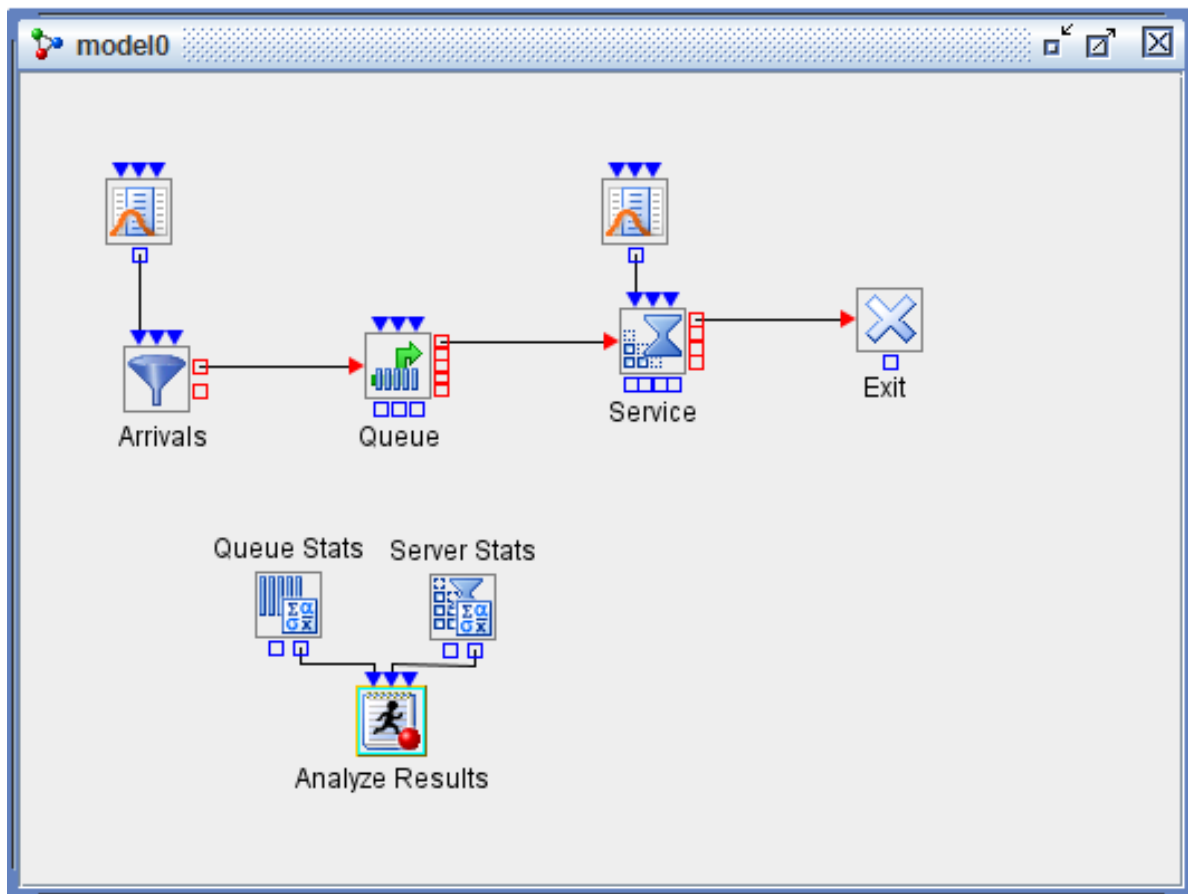 model0
Arrivals
Queue
Service
Exit
Queue Stats
Server Stats
Analyze Results